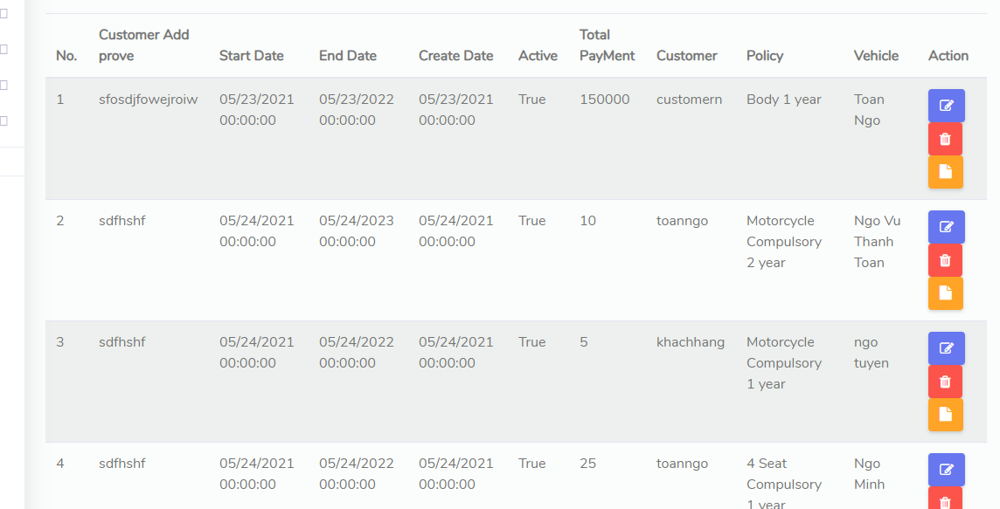 Customer Add Total
No. prove Start Date End Date Create Date Active PayMent Customer Policy Vehicle Action
1 sfosdjfowejroiw 05/23/2021 05/23/2022 05/23/2021 True 150000 customern Body 1 year Toan
00:00:00 00:00:00 00:00:00 Ngo
2 sdfhshf 05/24/2021 05/24/2023 05/24/2021 True 10 toanngo Motorcycle Ngo Vu
00:00:00 00:00:00 00:00:00 Compulsory Thanh
2 year Toan
3 sdfhshf 05/24/2021 05/24/2022 05/24/2021 True 5 khachhang Motorcycle ngo
00:00:00 00:00:00 00:00:00 Compulsory tuyen
1 year
4 sdfhshf 05/24/2021 05/24/2022 05/24/2021 True 25 toanngo 4 Seat Ngo
00:00:00 00:00:00 00:00:00 Compulsory Minh
1 year